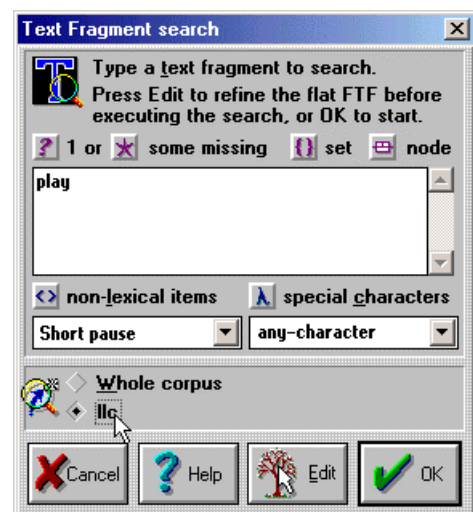 Text Fragment search
Type a text fragment to search.
Press Edit to refine the flat FTF before
executing the search, or OK to start.
? 1 or * some missing {} set node
play
<> non-lexical items λ special characters
Short pause any-character
Whole corpus
llc
Cancel ? Help Edit OK